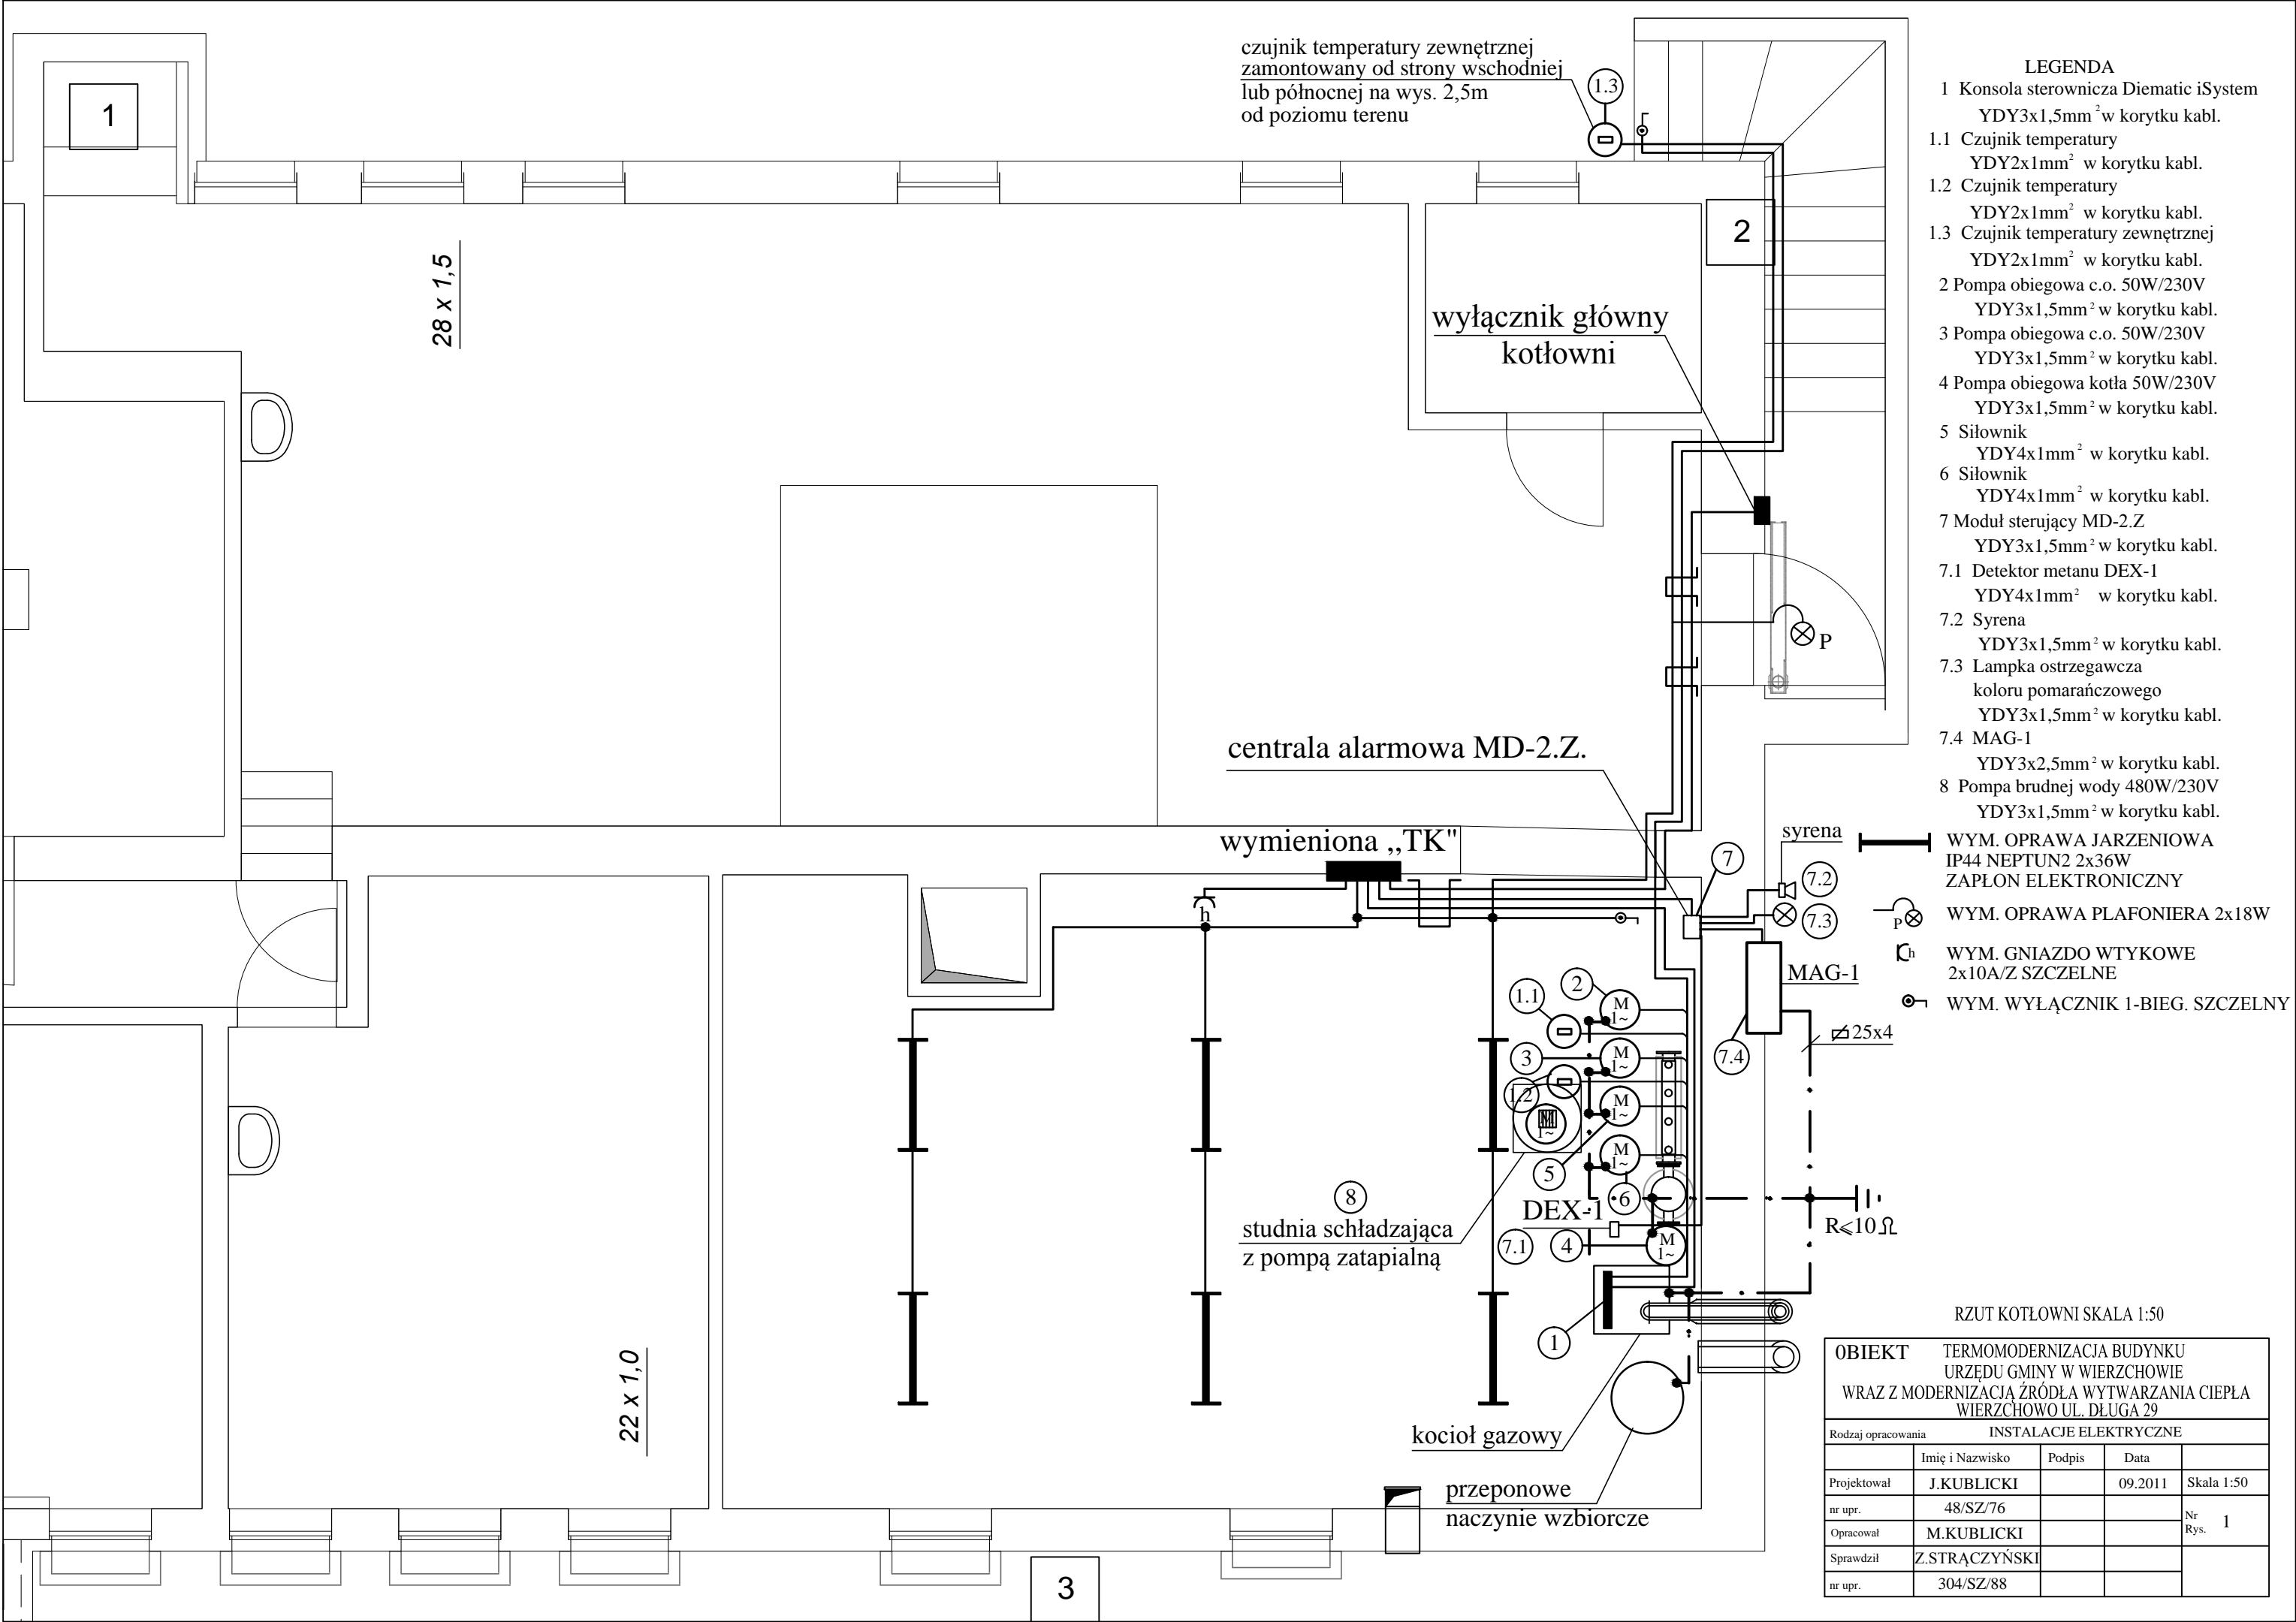 1
28 x 1,5
czujnik temperatury zewnętrznej
zamontowany od strony wschodniej
lub północnej na wys. 2,5m
od poziomu terenu
1.3
2
wyłącznik główny
kotłowni
P
centrala alarmowa MD-2.Z.
wymieniona ,,TK"
h
7
syrena
7.2
7.3
MAG-1
7.4
25x4
1.1
2
M
1~
3
M
1~
1.2
M
1~
M
1~
5
M
1~
6
8
studnia schładzająca
z pompą zatapialną
DEX-1
7.1
4
M
1~
R⩽10 Ω
1
kocioł gazowy
przeponowe
naczynie wzbiorcze
22 x 1,0
3
LEGENDA
1 Konsola sterownicza Diematic iSystem
YDY3x1,5mm² w korytku kabl.
1.1 Czujnik temperatury
YDY2x1mm² w korytku kabl.
1.2 Czujnik temperatury
YDY2x1mm² w korytku kabl.
1.3 Czujnik temperatury zewnętrznej
YDY2x1mm² w korytku kabl.
2 Pompa obiegowa c.o. 50W/230V
YDY3x1,5mm² w korytku kabl.
3 Pompa obiegowa c.o. 50W/230V
YDY3x1,5mm² w korytku kabl.
4 Pompa obiegowa kotła 50W/230V
YDY3x1,5mm² w korytku kabl.
5 Siłownik
YDY4x1mm² w korytku kabl.
6 Siłownik
YDY4x1mm² w korytku kabl.
7 Moduł sterujący MD-2.Z
YDY3x1,5mm² w korytku kabl.
7.1 Detektor metanu DEX-1
YDY4x1mm² w korytku kabl.
7.2 Syrena
YDY3x1,5mm² w korytku kabl.
7.3 Lampka ostrzegawcza
koloru pomarańczowego
YDY3x1,5mm² w korytku kabl.
7.4 MAG-1
YDY3x2,5mm² w korytku kabl.
8 Pompa brudnej wody 480W/230V
YDY3x1,5mm² w korytku kabl.
WYM. OPRAWA JARZENIOWA
IP44 NEPTUN2 2x36W
ZAPŁON ELEKTRONICZNY
P WYM. OPRAWA PLAFONIERA 2x18W
h WYM. GNIAZDO WTYKOWE
2x10A/Z SZCZELNE
WYM. WYŁĄCZNIK 1-BIEG. SZCZELNY
RZUT KOTŁOWNI SKALA 1:50
0BIEKT TERMOMODERNIZACJA BUDYNKU
URZĘDU GMINY W WIERZCHOWIE
WRAZ Z MODERNIZACJĄ ŹRÓDŁA WYTWARZANIA CIEPŁA
WIERZCHOWO UL. DŁUGA 29
Rodzaj opracowania INSTALACJE ELEKTRYCZNE
Imię i Nazwisko Podpis Data
Projektował J.KUBLICKI 09.2011 Skala 1:50
nr upr. 48/SZ/76
Nr
Rys. 1
Opracował M.KUBLICKI
Sprawdził Z.STRĄCZYŃSKI
nr upr. 304/SZ/88